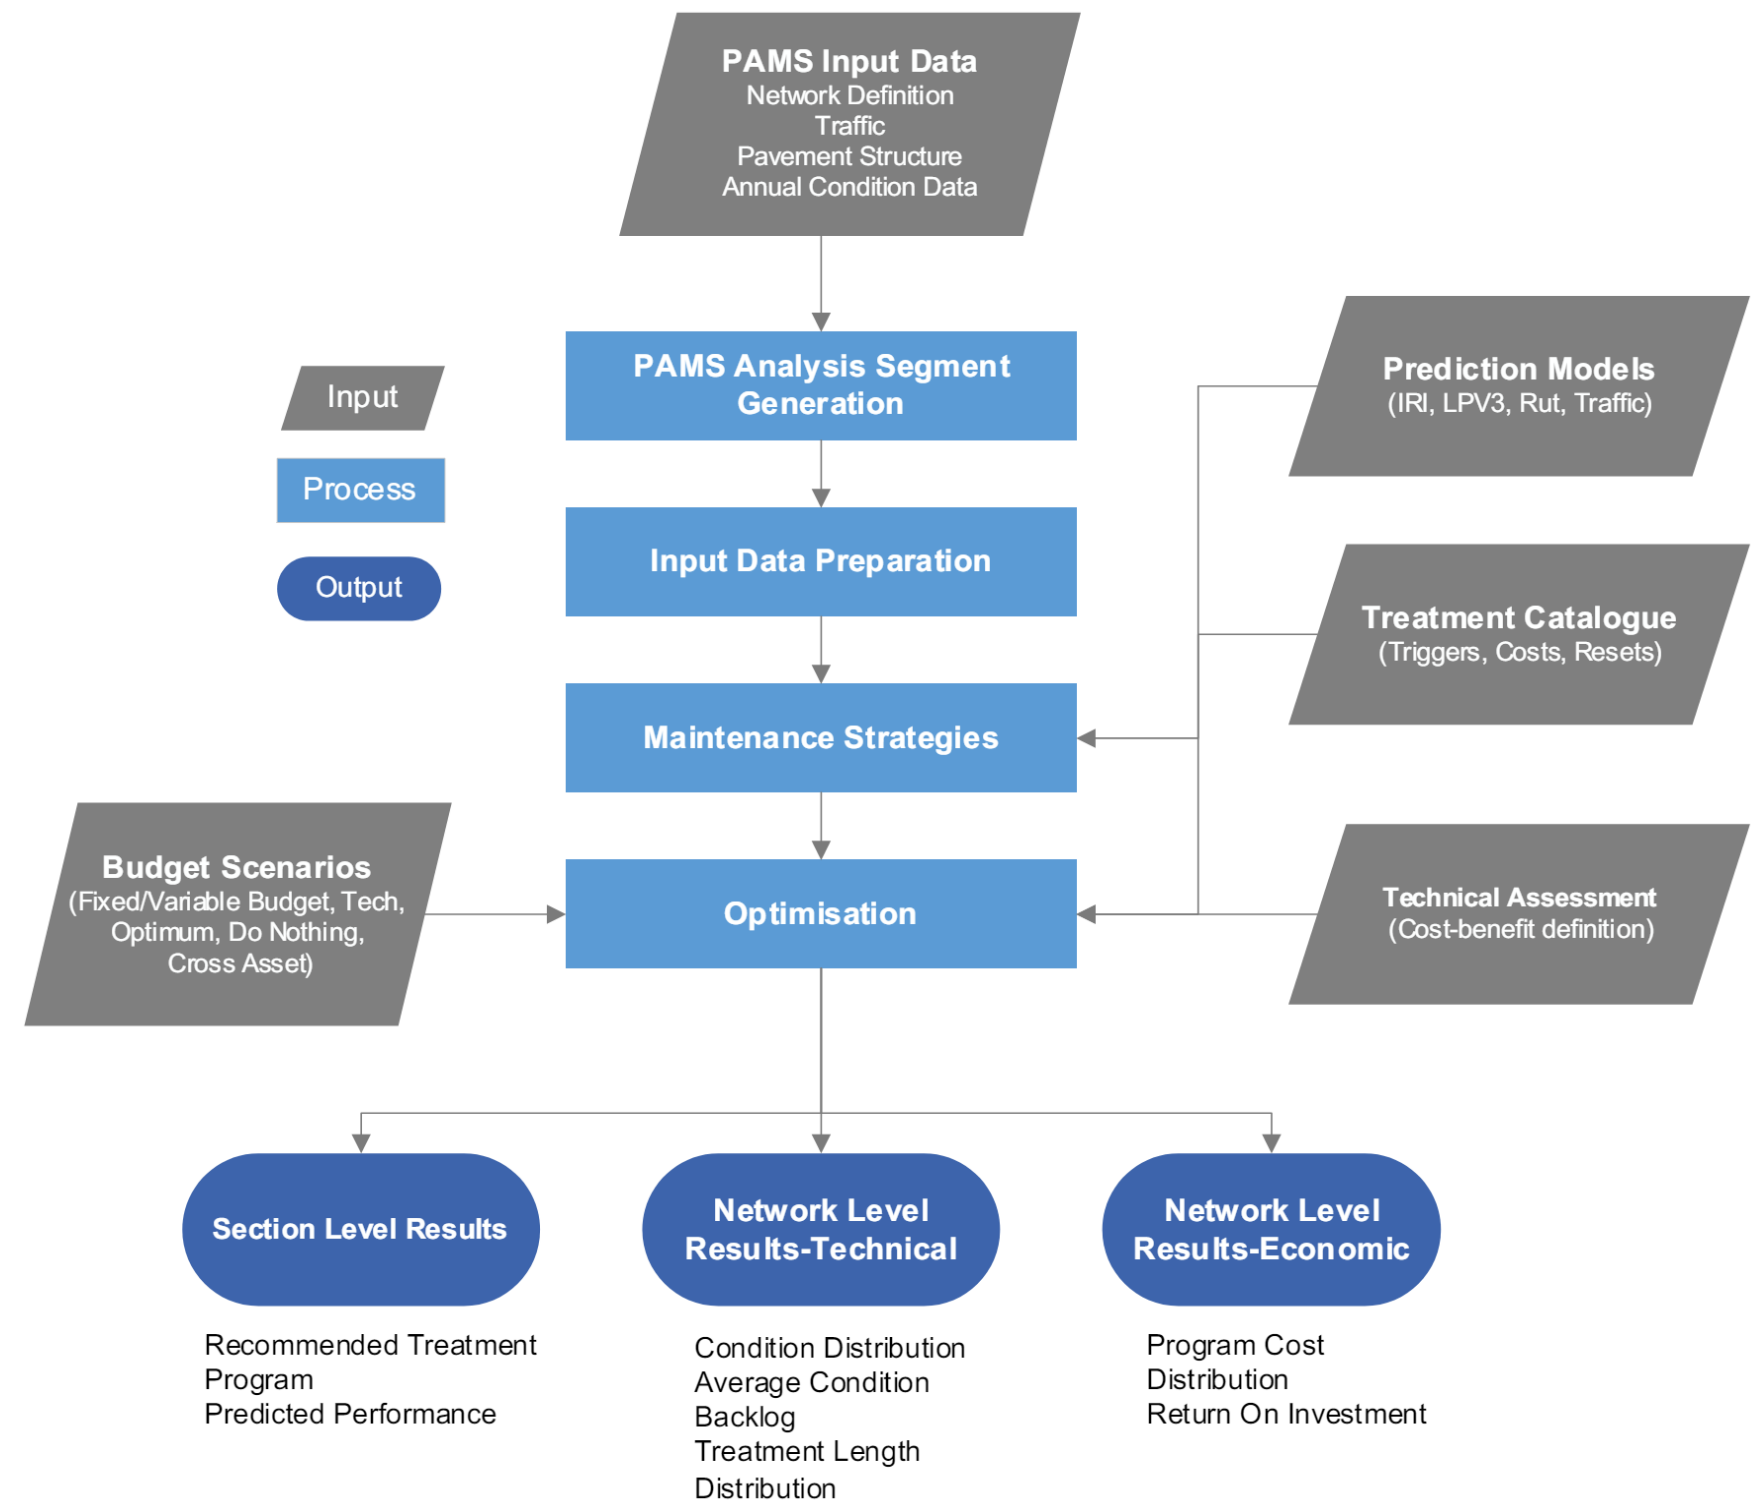 PAMS Input Data
Network Definition
Traffic
Pavement Structure
Annual Condition Data
PAMS Analysis Segment
Generation
Prediction Models
(IRI, LPV3, Rut, Traffic)
Input
Process
Output
Input Data Preparation
Treatment Catalogue
(Triggers, Costs, Resets)
Maintenance Strategies
Budget Scenarios
(Fixed/Variable Budget, Tech,
Optimum, Do Nothing,
Cross Asset)
Optimisation
Technical Assessment
(Cost-benefit definition)
Section Level Results
Recommended Treatment
Program
Predicted Performance
Network Level
Results-Technical
Condition Distribution
Average Condition
Backlog
Treatment Length
Distribution
Network Level
Results-Economic
Program Cost
Distribution
Return On Investment